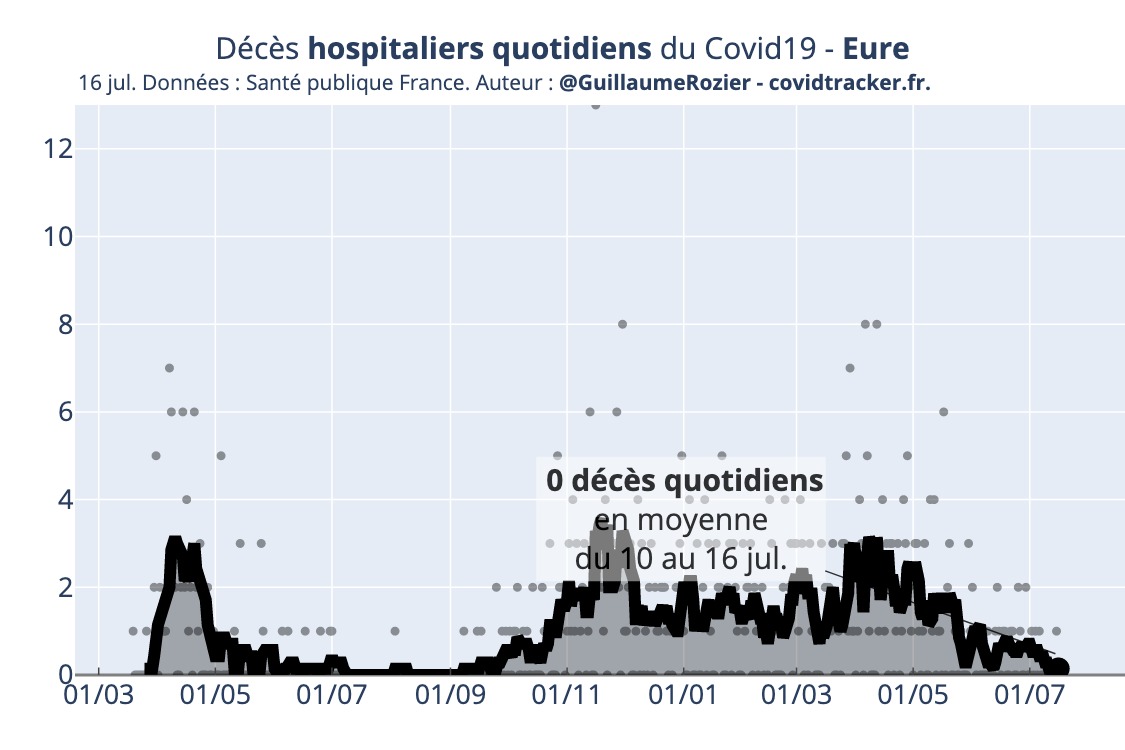 Décès hospitaliers quotidiens du Covid19 - Eure
16 jul. Données : Santé publique France. Auteur : @GuillaumeRozier - covidtracker.fr.
12
10
8
6
4
2
0
0 décès quotidiens
en moyenne
du 10 au 16 jul.
01/03 01/05 01/07 01/09 01/11 01/01 01/03 01/05 01/07